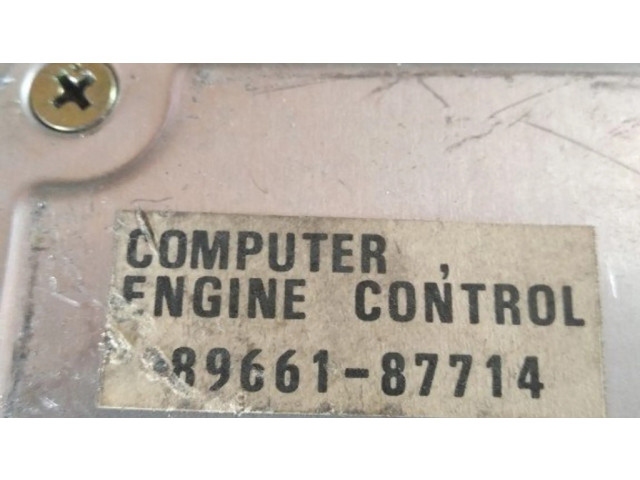 COMPUTER ,
ENGINE CONTROL
89661-87714